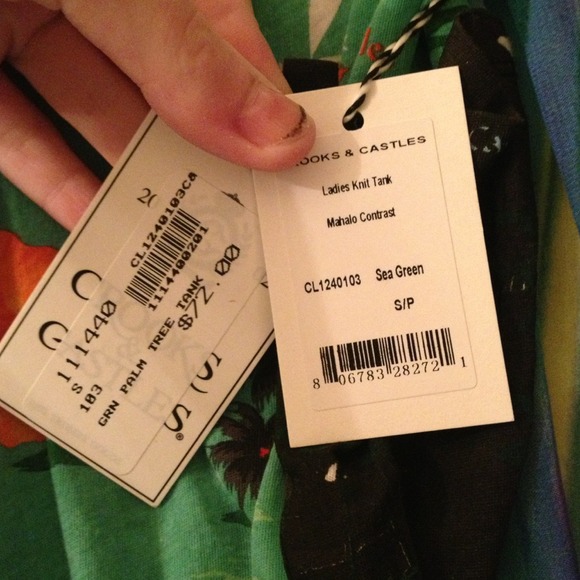 ROOKS & CASTLES
Ladies Knit Tank
Mahalo Contrast
CL1240103 Sea Green
S/P
8 06783 28272 1
CL1240103Ca
1114400201
111440
S
103
GRN PALM TREE TANK
$72.00